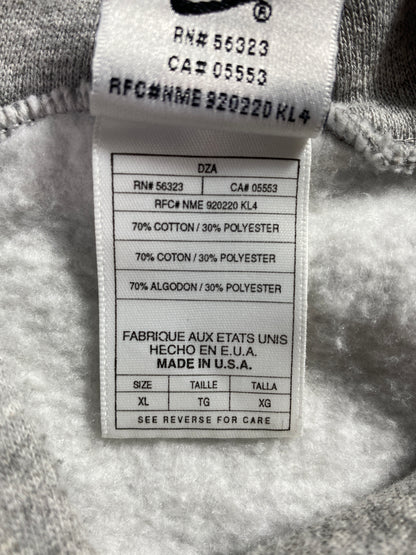 ®
RN# 56323
CA# 05553
RFC#NME 920220 KL4
DZA
RN# 56323 CA# 05553
RFC# NME 920220 KL4
70% COTTON / 30% POLYESTER
70% COTON / 30% POLYESTER
70% ALGODON / 30% POLYESTER
FABRIQUE AUX ETATS UNIS
HECHO EN E.U.A.
MADE IN U.S.A.
SIZE TAILLE TALLA
XL TG XG
SEE REVERSE FOR CARE